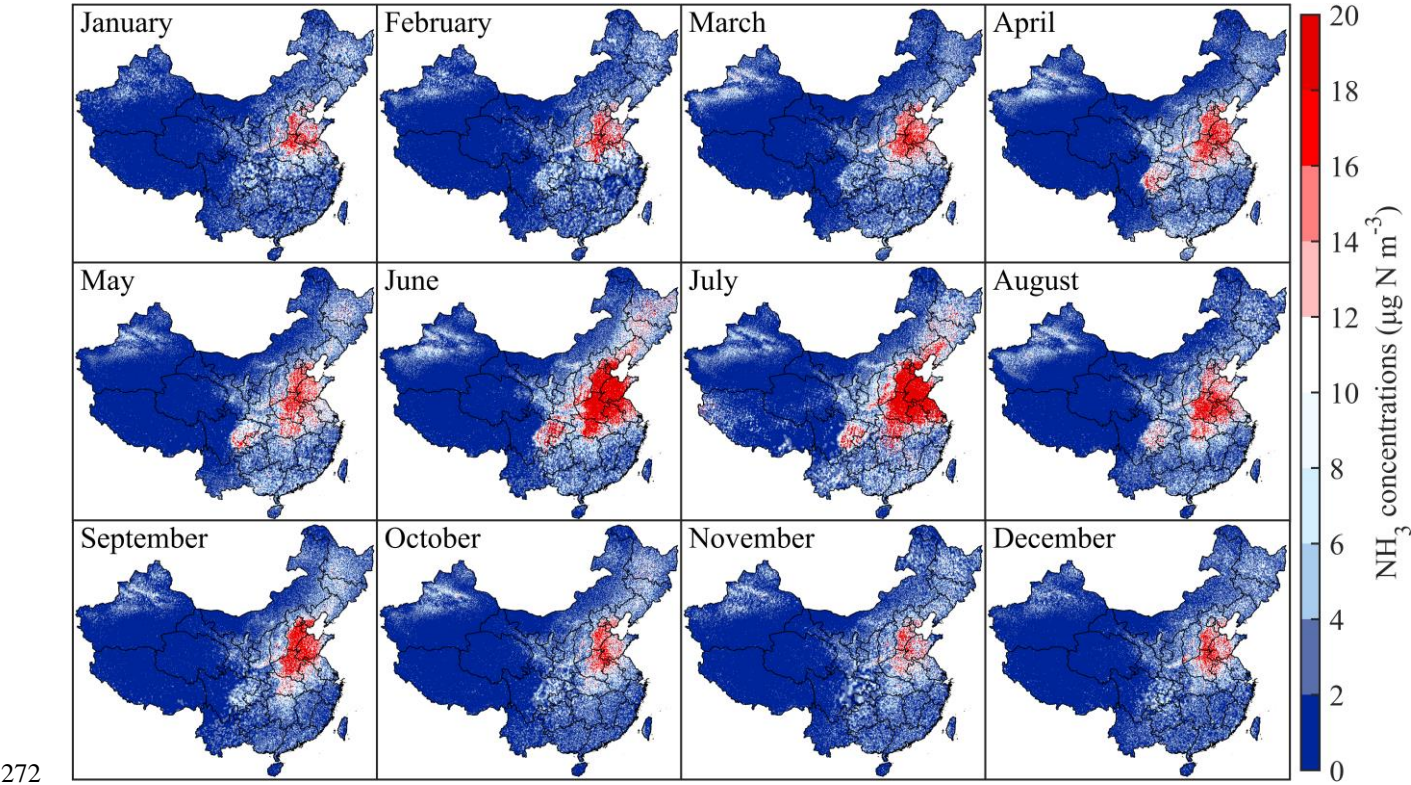 January
February
March
April
May
June
July
August
September
October
November
December
20
18
16
14
12
10
8
6
4
2
0
NH₃ concentrations (µg N m⁻³)
272